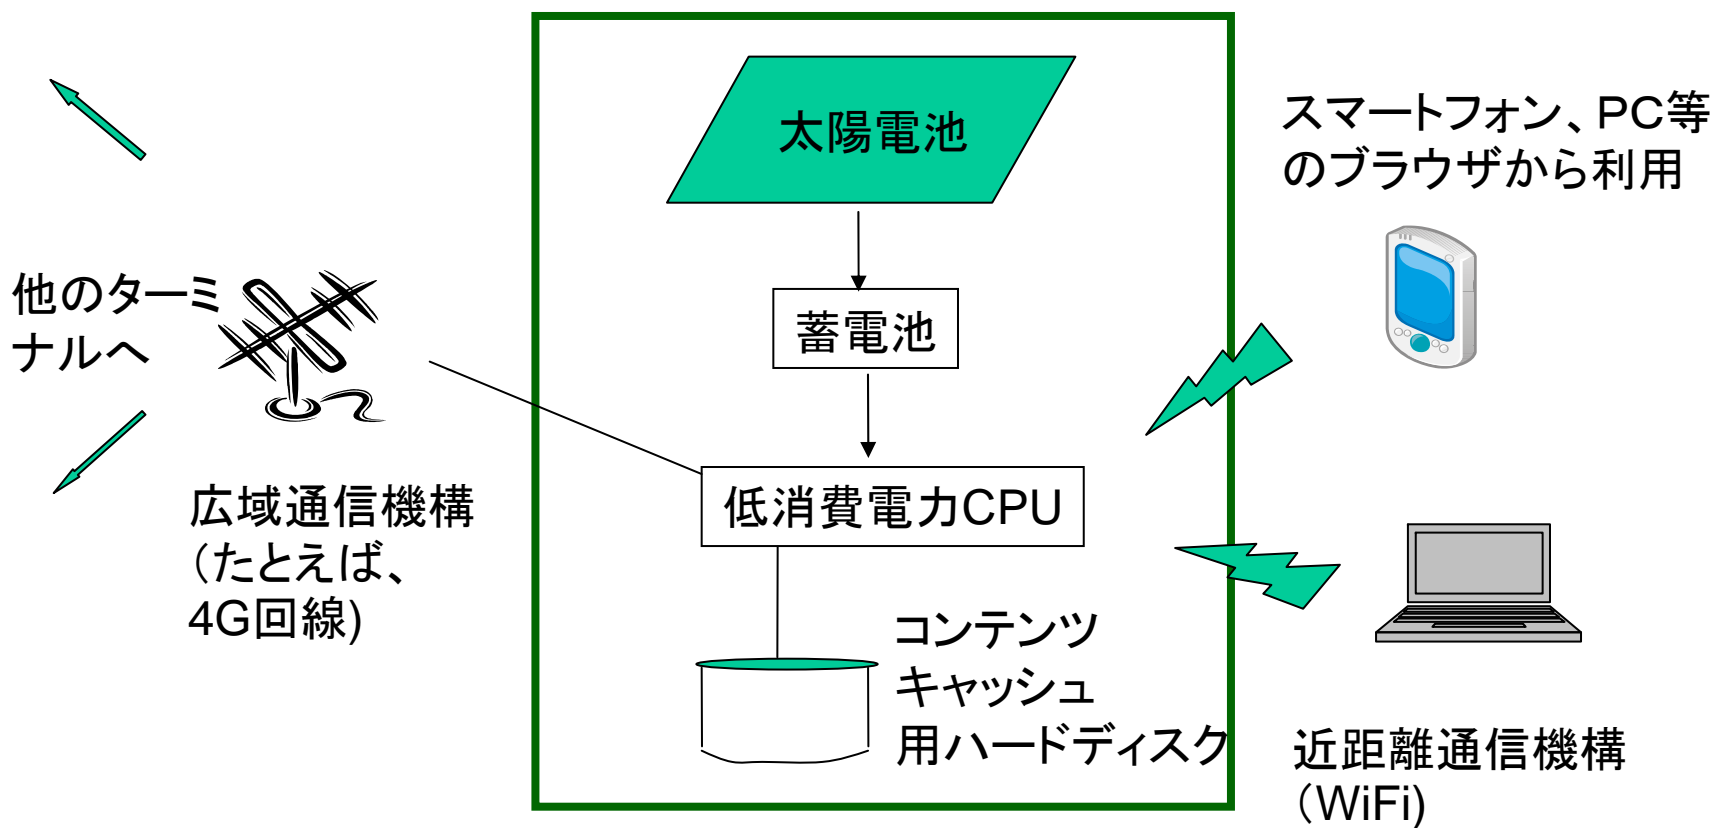 太陽電池
スマートフォン、PC等
のブラウザから利用
他のターミ
ナルへ
蓄電池
低消費電力CPU
広域通信機構
（たとえば、
4G回線)
コンテンツ
キャッシュ
用ハードディスク
近距離通信機構
（WiFi)